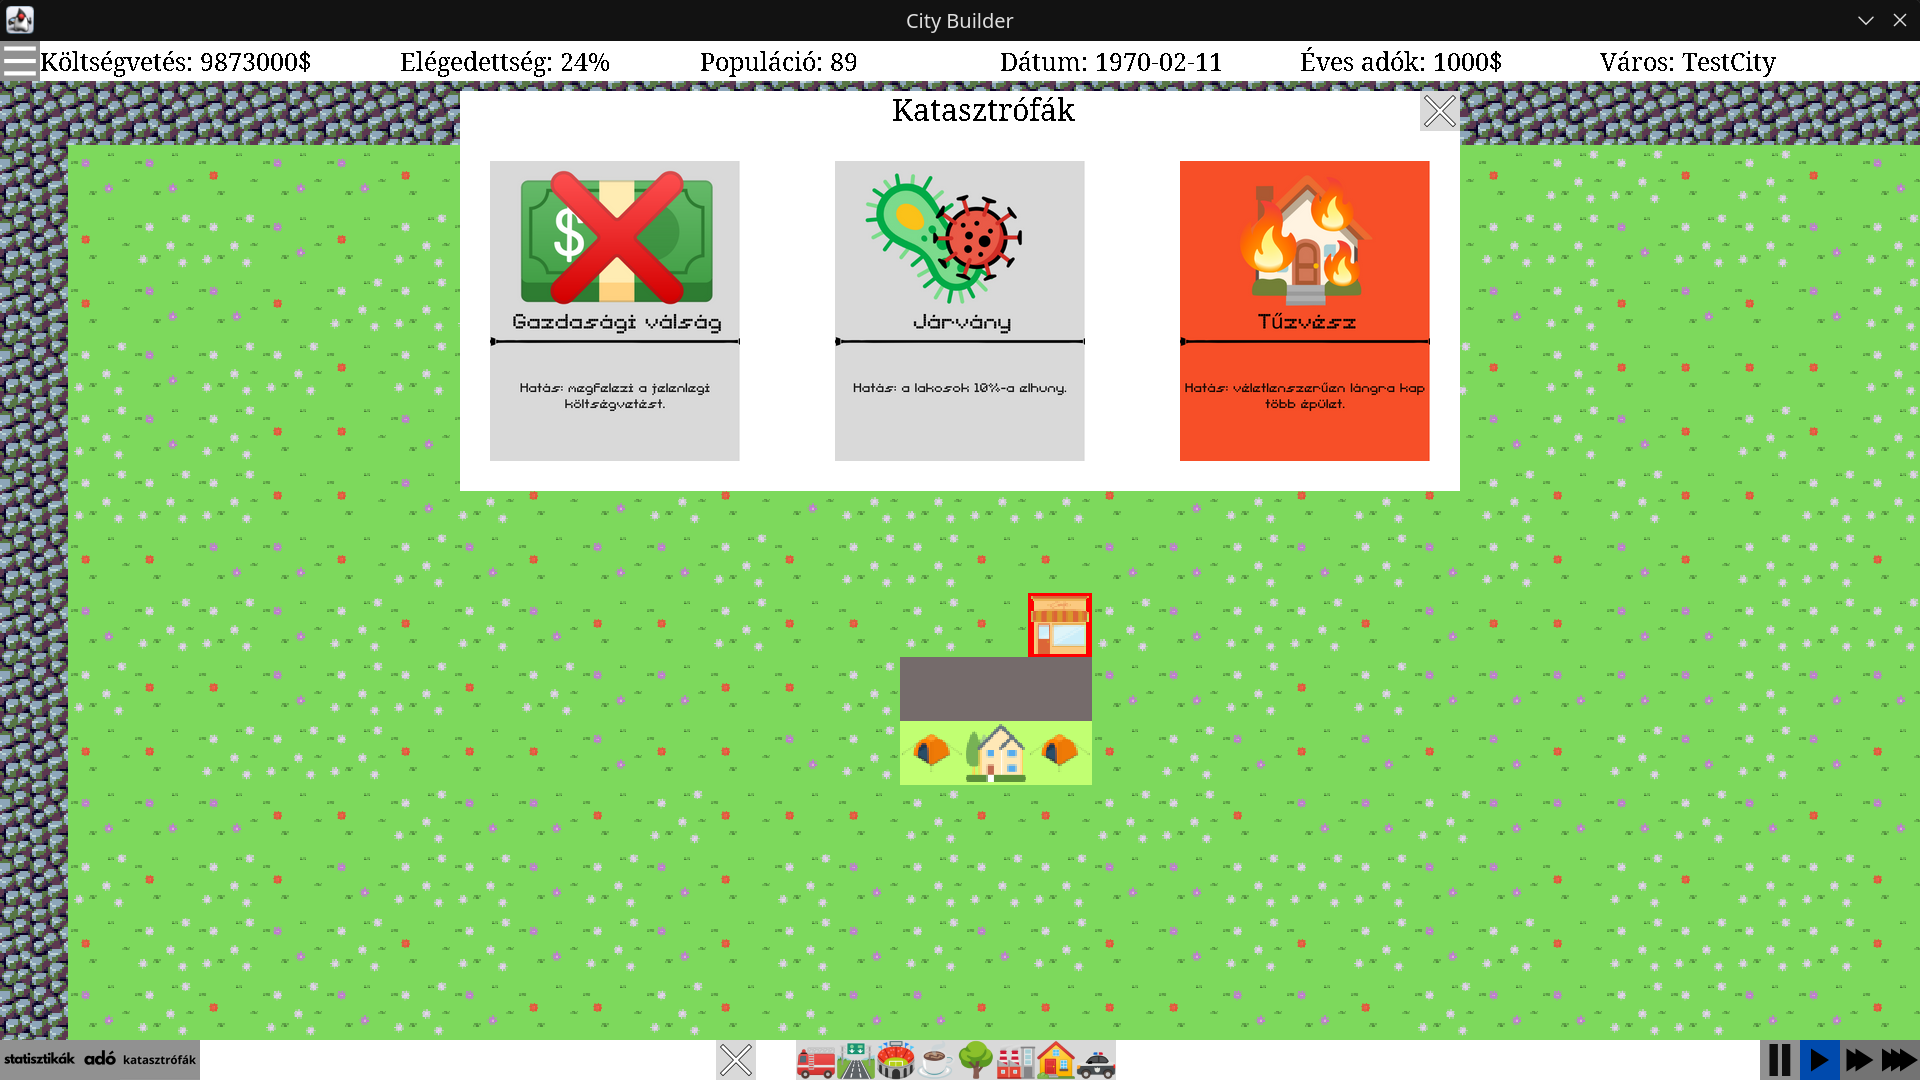 City Builder
Költségvetés: 9873000$ Elégedettség: 24% Populáció: 89 Dátum: 1970-02-11 Éves adók: 1000$ Város: TestCity
Katasztrófák
$
Gazdasági válság
Hatás: megfelezi a jelenlegi
költségvetést.
Járvány
Hatás: a lakosok 10%-a elhuny.
Tűzvész
Hatás: véletlenszerűen lángra kap
több épület.
statisztikák adó katasztrófák